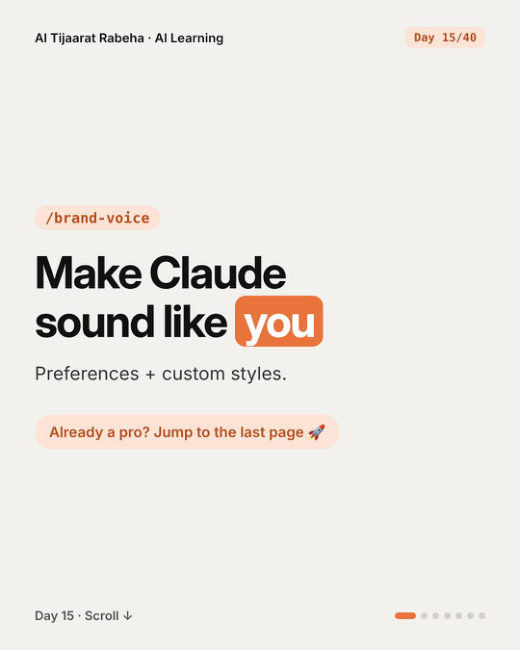 AI Tijaarat Rabeha · AI Learning
Day 15/40
/brand-voice
Make Claude
sound like you
Preferences + custom styles.
Already a pro? Jump to the last page 🚀
Day 15 · Scroll ↓